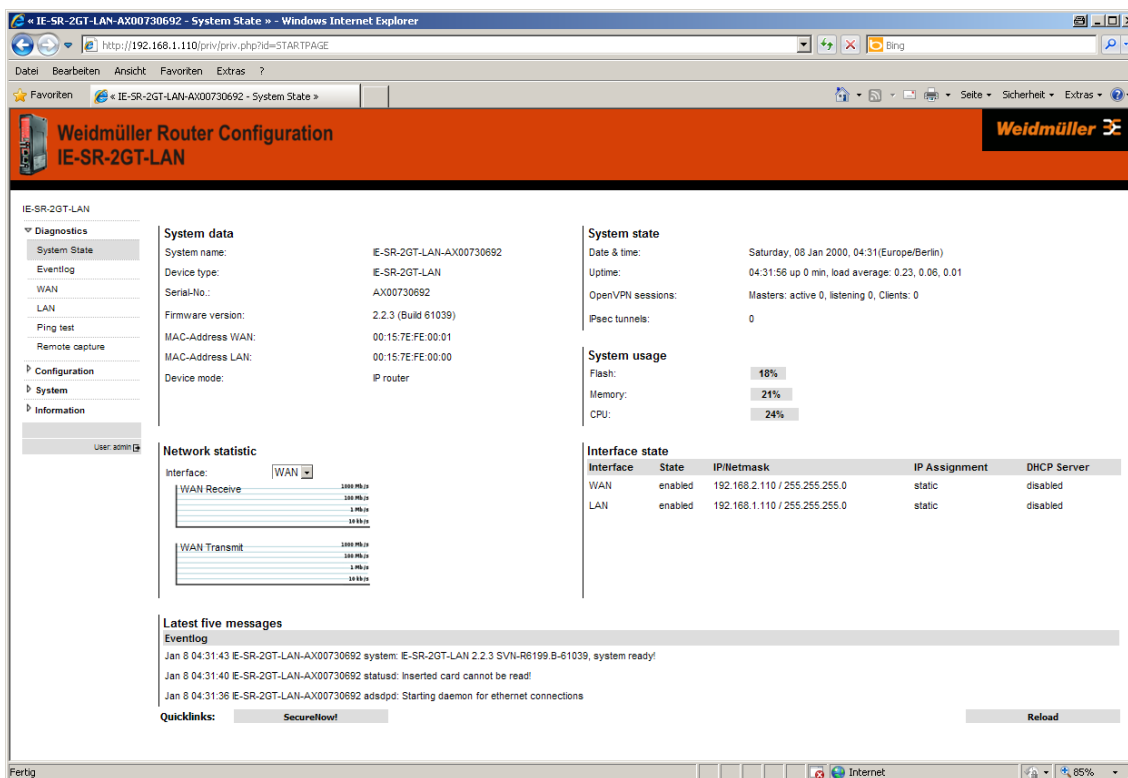 « IE-SR-2GT-LAN-AX00730692 - System State » - Windows Internet Explorer
http://192.168.1.110/priv/priv.php?id=STARTPAGE
Bing
Datei Bearbeiten Ansicht Favoriten Extras ?
Favoriten « IE-SR-2GT-LAN-AX00730692 - System State » Seite Sicherheit Extras
Weidmüller Router Configuration
IE-SR-2GT-LAN
Weidmüller
IE-SR-2GT-LAN
Diagnostics
System State
Eventlog
WAN
LAN
Ping test
Remote capture
Configuration
System
Information
User: admin
System data
System name: IE-SR-2GT-LAN-AX00730692
Device type: IE-SR-2GT-LAN
Serial-No.: AX00730692
Firmware version: 2.2.3 (Build 61039)
MAC-Address WAN: 00:15:7E:FE:00:01
MAC-Address LAN: 00:15:7E:FE:00:00
Device mode: IP router
System state
Date & time: Saturday, 08 Jan 2000, 04:31(Europe/Berlin)
Uptime: 04:31:56 up 0 min, load average: 0.23, 0.06, 0.01
OpenVPN sessions: Masters: active 0, listening 0, Clients: 0
IPsec tunnels: 0
System usage
Flash: 18%
Memory: 21%
CPU: 24%
Network statistic
Interface: WAN
WAN Receive
1000 Mb/s
100 Mb/s
1 Mb/s
10 kb/s
WAN Transmit
1000 Mb/s
100 Mb/s
1 Mb/s
10 kb/s
Interface state
Interface State IP/Netmask IP Assignment DHCP Server
WAN enabled 192.168.2.110 / 255.255.255.0 static disabled
LAN enabled 192.168.1.110 / 255.255.255.0 static disabled
Latest five messages
Eventlog
Jan 8 04:31:43 IE-SR-2GT-LAN-AX00730692 system: IE-SR-2GT-LAN 2.2.3 SVN-R6199.B-61039, system ready!
Jan 8 04:31:40 IE-SR-2GT-LAN-AX00730692 statusd: Inserted card cannot be read!
Jan 8 04:31:36 IE-SR-2GT-LAN-AX00730692 adsdpd: Starting daemon for ethernet connections
Quicklinks: SecureNow! Reload
Fertig Internet 85%